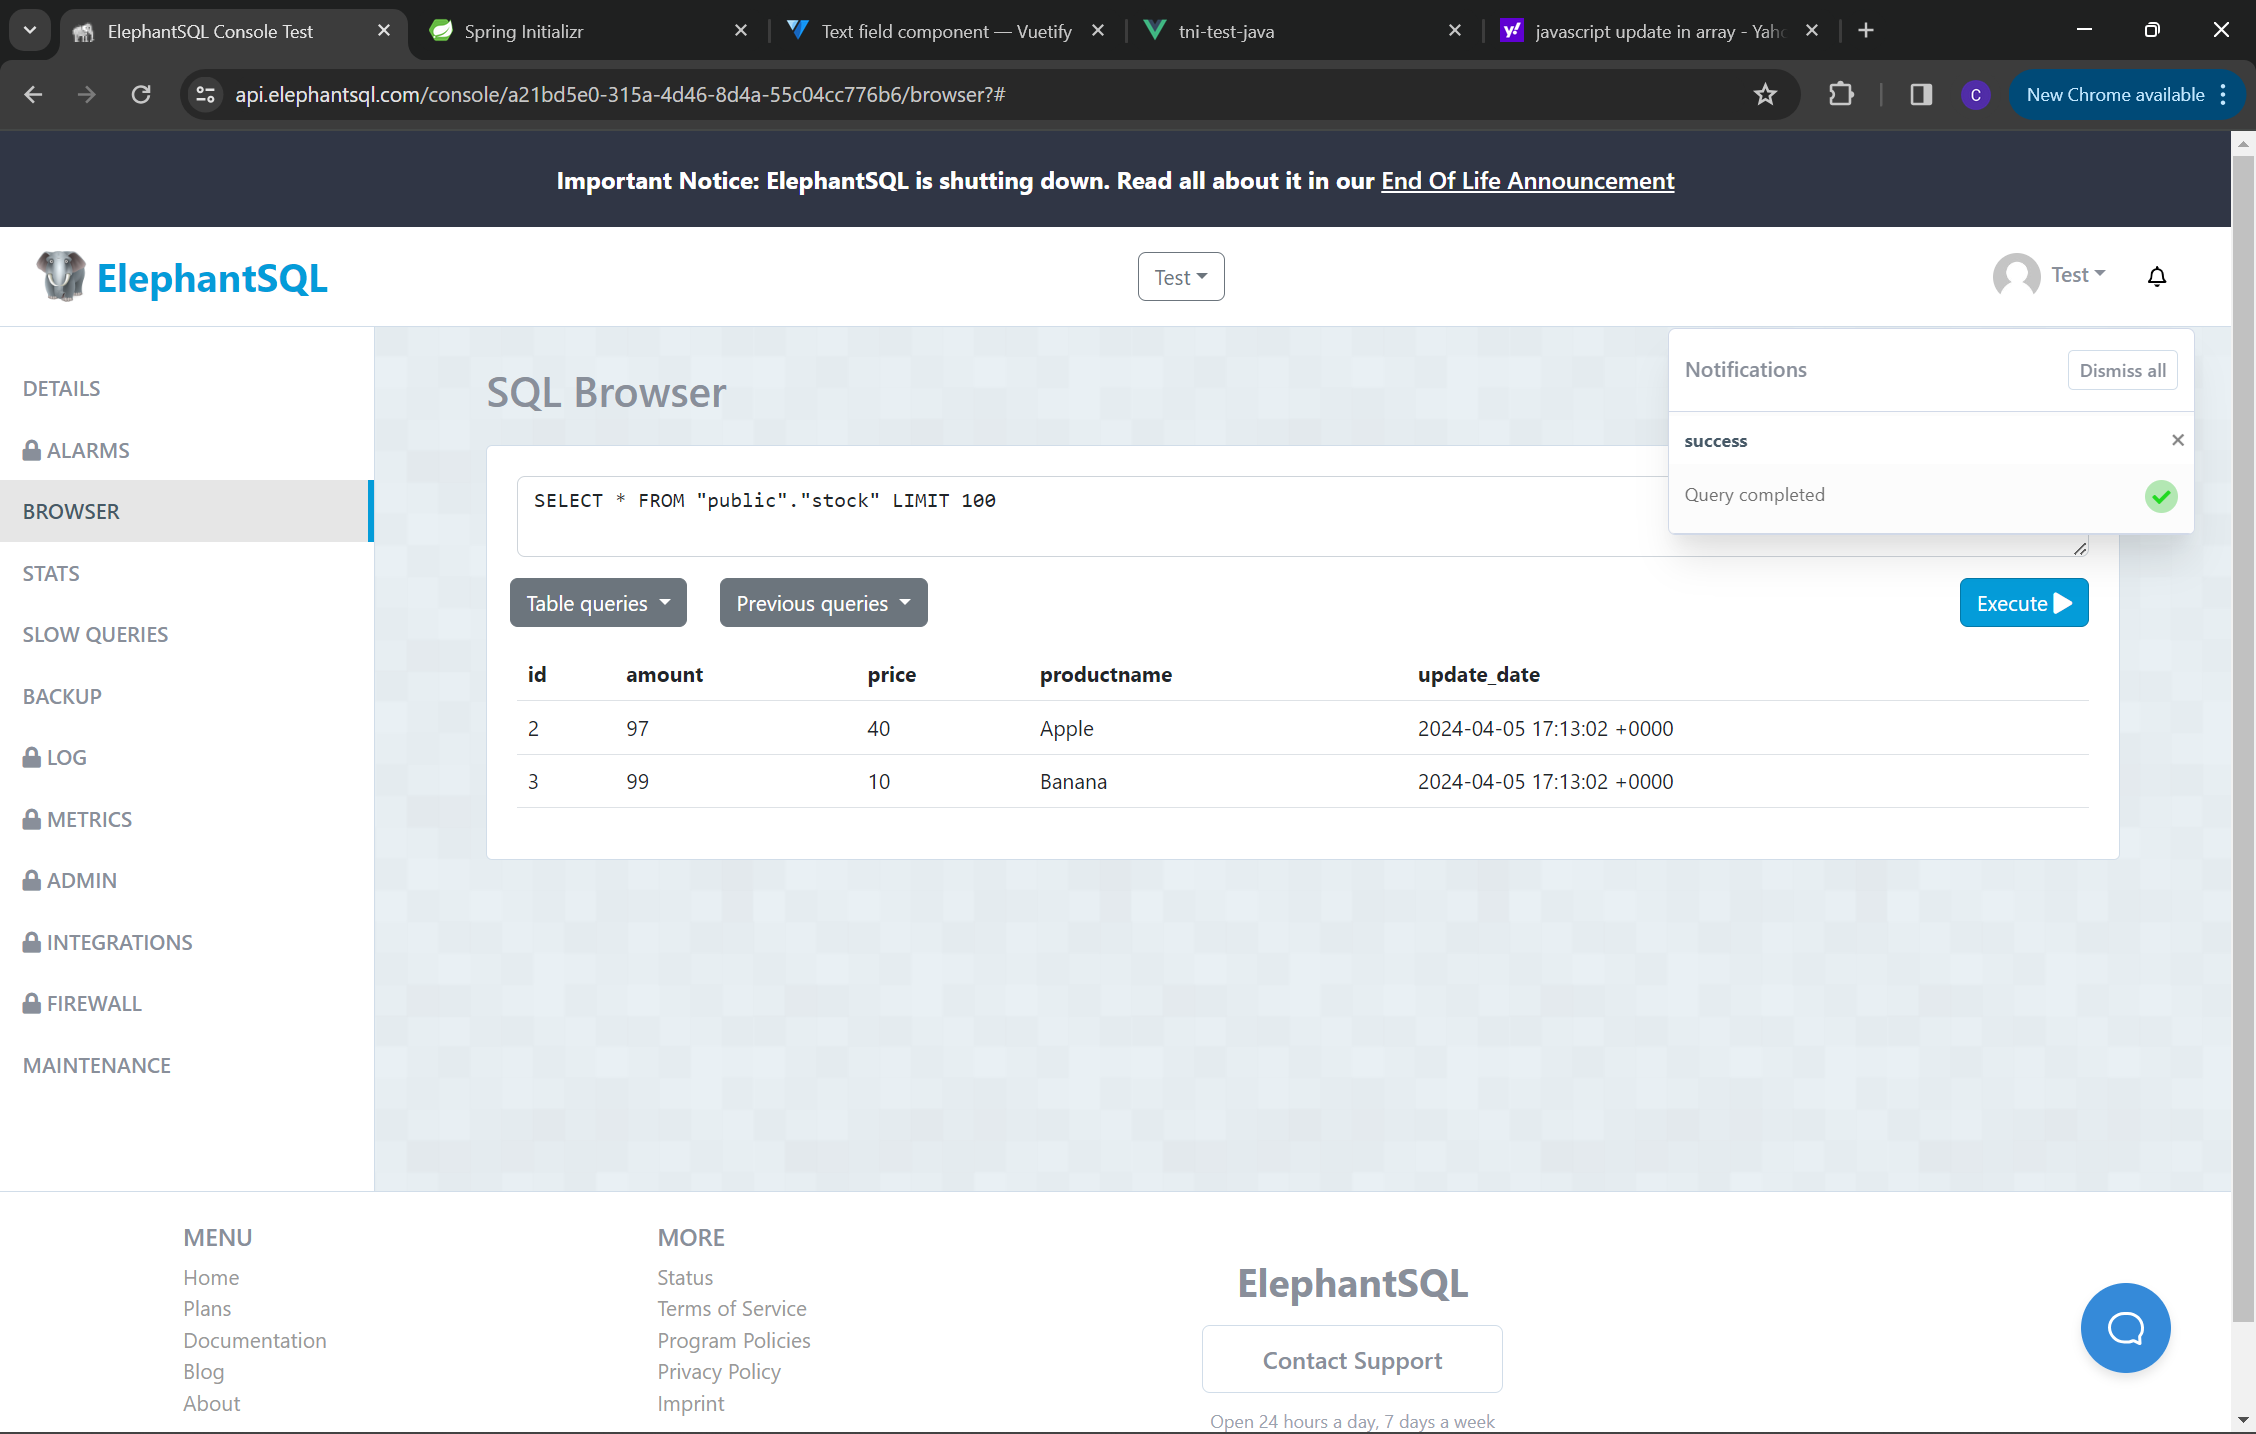 ElephantSQL Console Test
Spring Initializr
Text field component — Vuetify
tni-test-java
javascript update in array - Yah
api.elephantsql.com/console/a21bd5e0-315a-4d46-8d4a-55c04cc776b6/browser?#
C
New Chrome available
Important Notice: ElephantSQL is shutting down. Read all about it in our End Of Life Announcement
ElephantSQL
Test
Test
DETAILS
ALARMS
BROWSER
STATS
SLOW QUERIES
BACKUP
LOG
METRICS
ADMIN
INTEGRATIONS
FIREWALL
MAINTENANCE
SQL Browser
Notifications
Dismiss all
success
Query completed
SELECT * FROM "public"."stock" LIMIT 100
Table queries
Previous queries
Execute
id amount price productname update_date
2 97 40 Apple 2024-04-05 17:13:02 +0000
3 99 10 Banana 2024-04-05 17:13:02 +0000
MENU
Home
Plans
Documentation
Blog
About
MORE
Status
Terms of Service
Program Policies
Privacy Policy
Imprint
ElephantSQL
Contact Support
Open 24 hours a day, 7 days a week